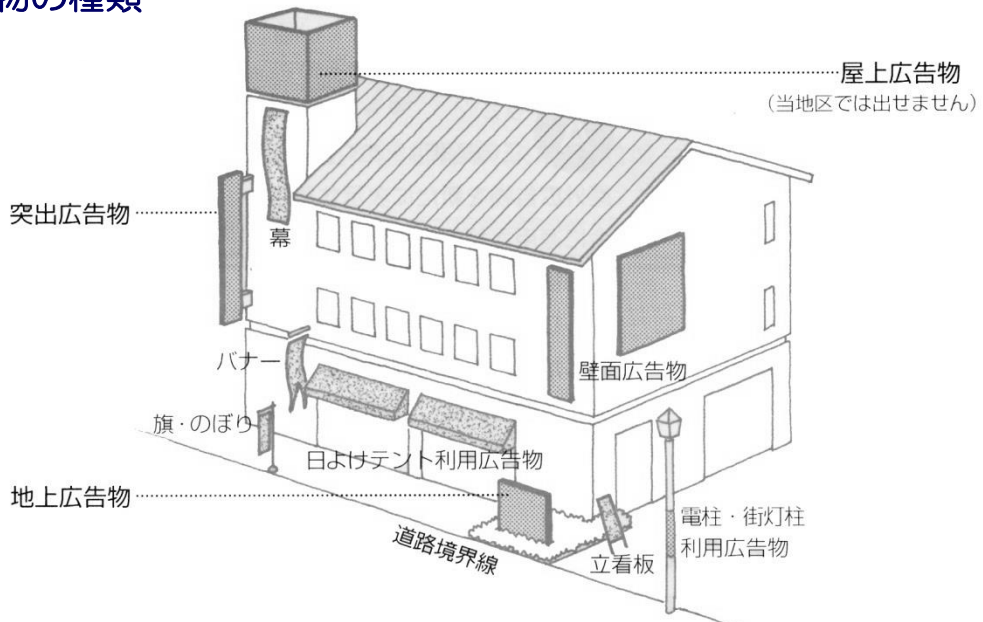 物の種類
屋上広告物
（当地区では出せません）
突出広告物
幕
バナー
壁面広告物
旗・のぼり
日よけテント利用広告物
地上広告物
電柱・街灯柱
利用広告物
道路境界線
立看板